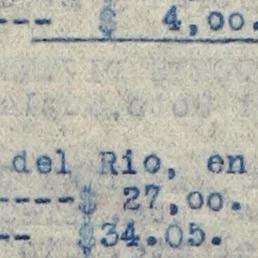 --- $ 4,oo.
del Rio, en
-----$ 27,oo.
-- $34.05.